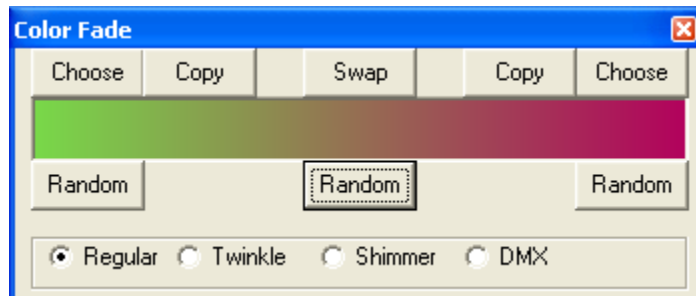 Color Fade
Choose Copy Swap Copy Choose
Random Random Random
Regular Twinkle Shimmer DMX